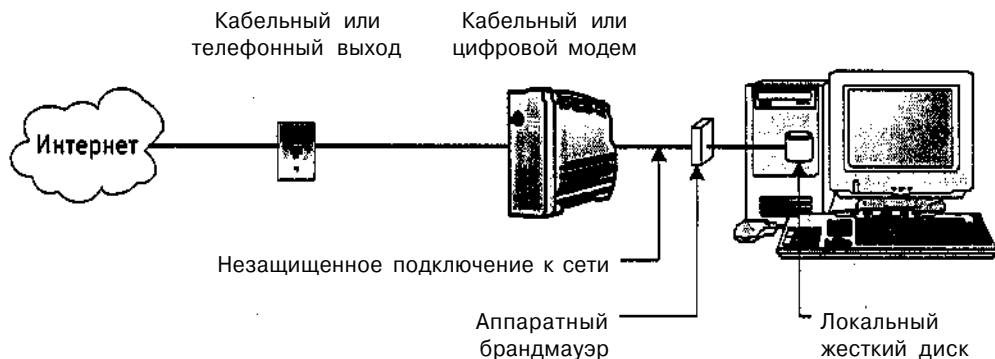 Кабельный или
телефонный выход
Кабельный или
цифровой модем
Интернет
Незащищенное подключение к сети
Аппаратный
брандмауэр
Локальный
жесткий диск